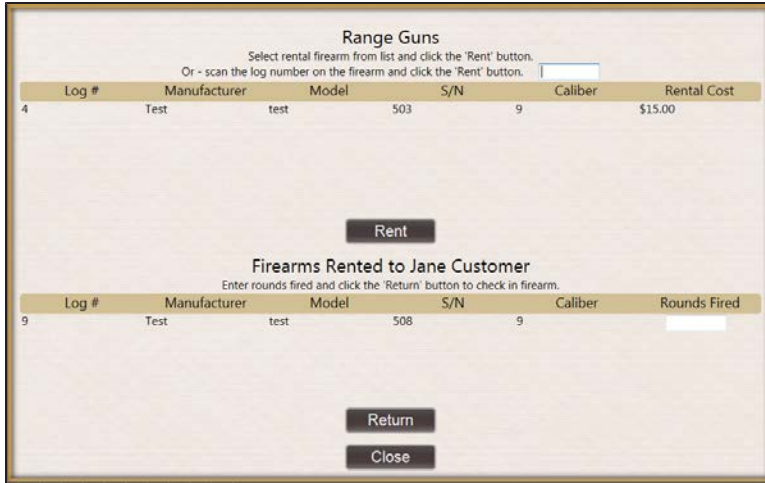 Range Guns
Select rental firearm from list and click the 'Rent' button.
Or - scan the log number on the firearm and click the 'Rent' button.
Log # Manufacturer Model S/N Caliber Rental Cost
4 Test test 503 9 $15.00
Rent
Firearms Rented to Jane Customer
Enter rounds fired and click the 'Return' button to check in firearm.
Log # Manufacturer Model S/N Caliber Rounds Fired
9 Test test 508 9
Return
Close